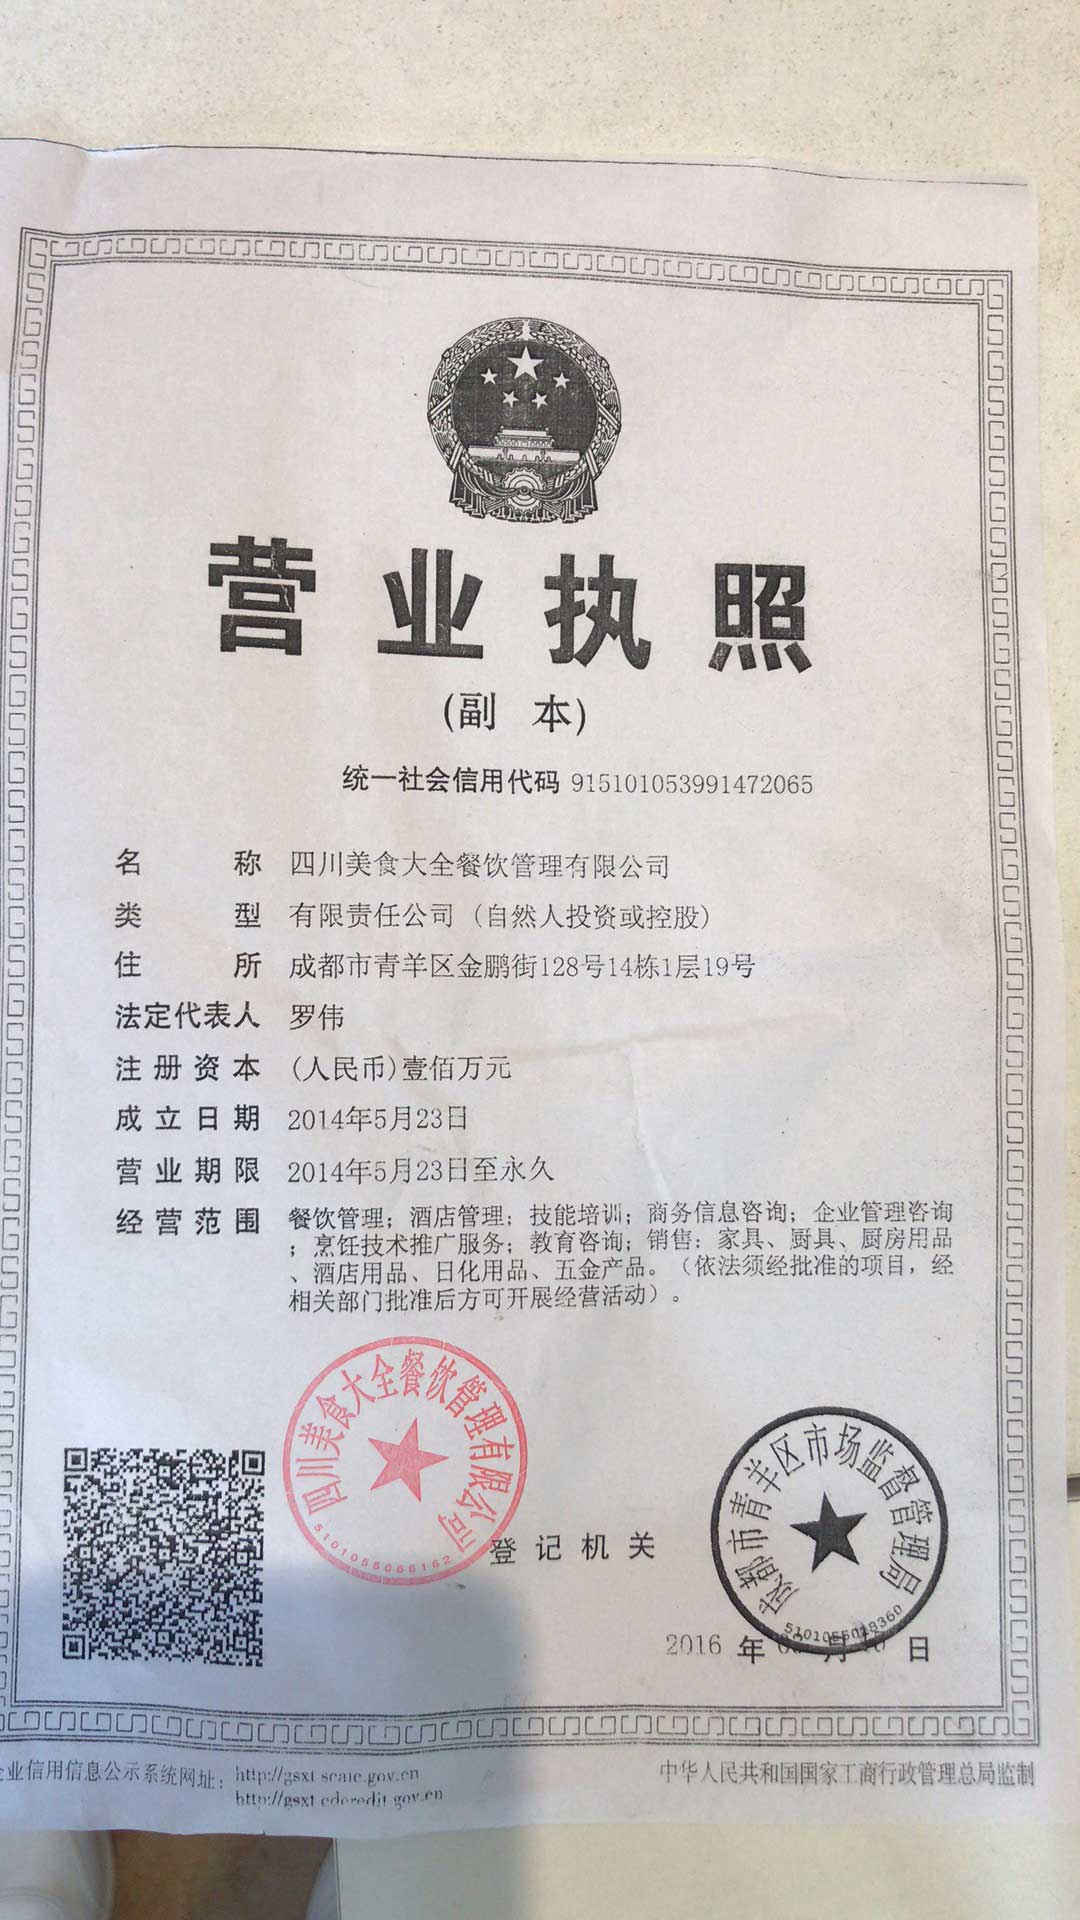 营业执照
(副 本)
统一社会信用代码 915101053991472065
名 称 四川美食大全餐饮管理有限公司
类 型 有限责任公司（自然人投资或控股）
住 所 成都市青羊区金鹏街128号14栋1层19号
法定代表人 罗伟
注册资本 (人民币)壹佰万元
成立日期 2014年5月23日
营业期限 2014年5月23日至永久
经营范围 餐饮管理；酒店管理；技能培训；商务信息咨询；企业管理咨询
；烹饪技术推广服务；教育咨询；销售：家具、厨具、厨房用品
、酒店用品、日化用品、五金产品。（依法须经批准的项目，经
相关部门批准后方可开展经营活动）。
四川美食大全餐饮管理有限公司
5101055066162
登记机关
成都市青羊区市场监督管理局
5101055018360
2016 年 月 日
企业信用信息公示系统网址：http://gsxt.scaic.gov.cn
http://gsxt.cdcredit.gov.cn
中华人民共和国国家工商行政管理总局监制